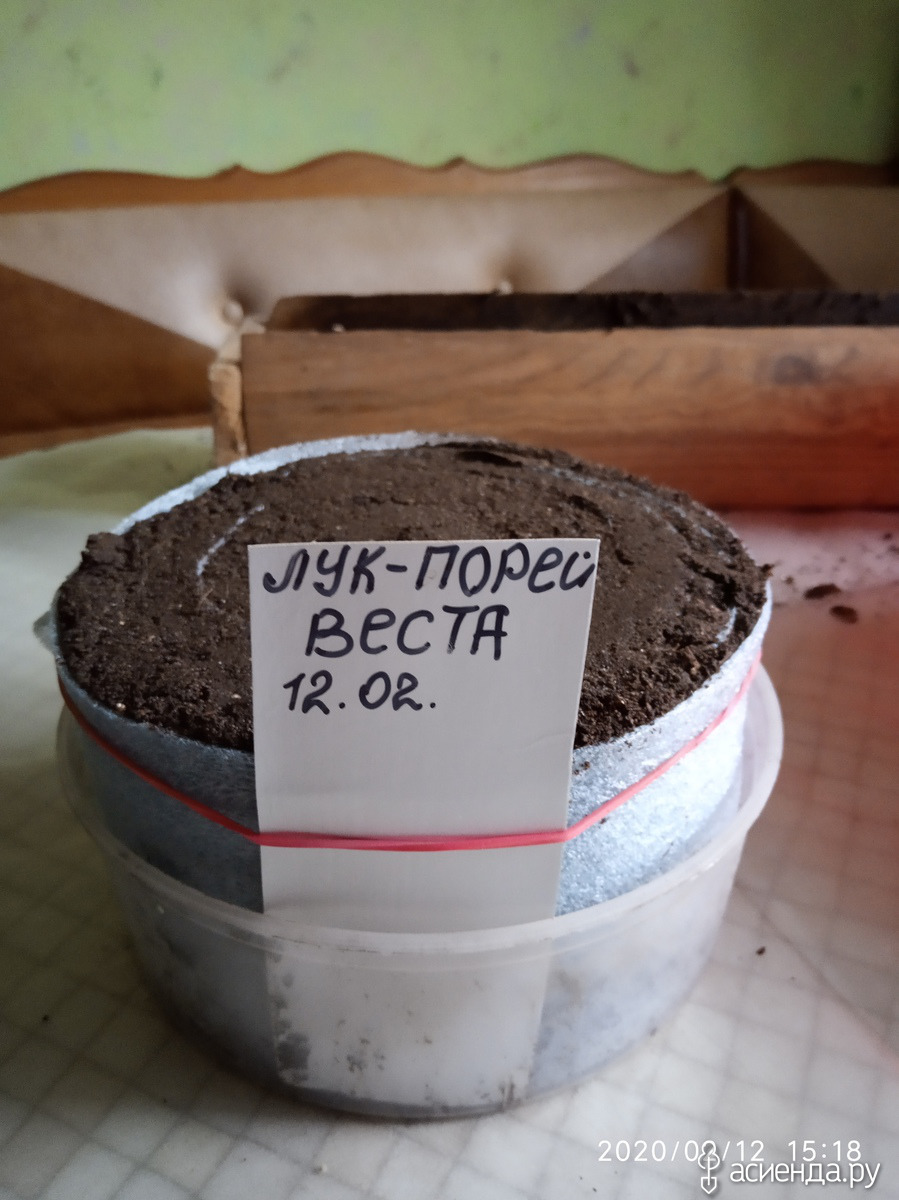 ЛУК-ПОРЕЙ
ВЕСТА
12.02.
2020/02/12 15:18
асиенда.ру